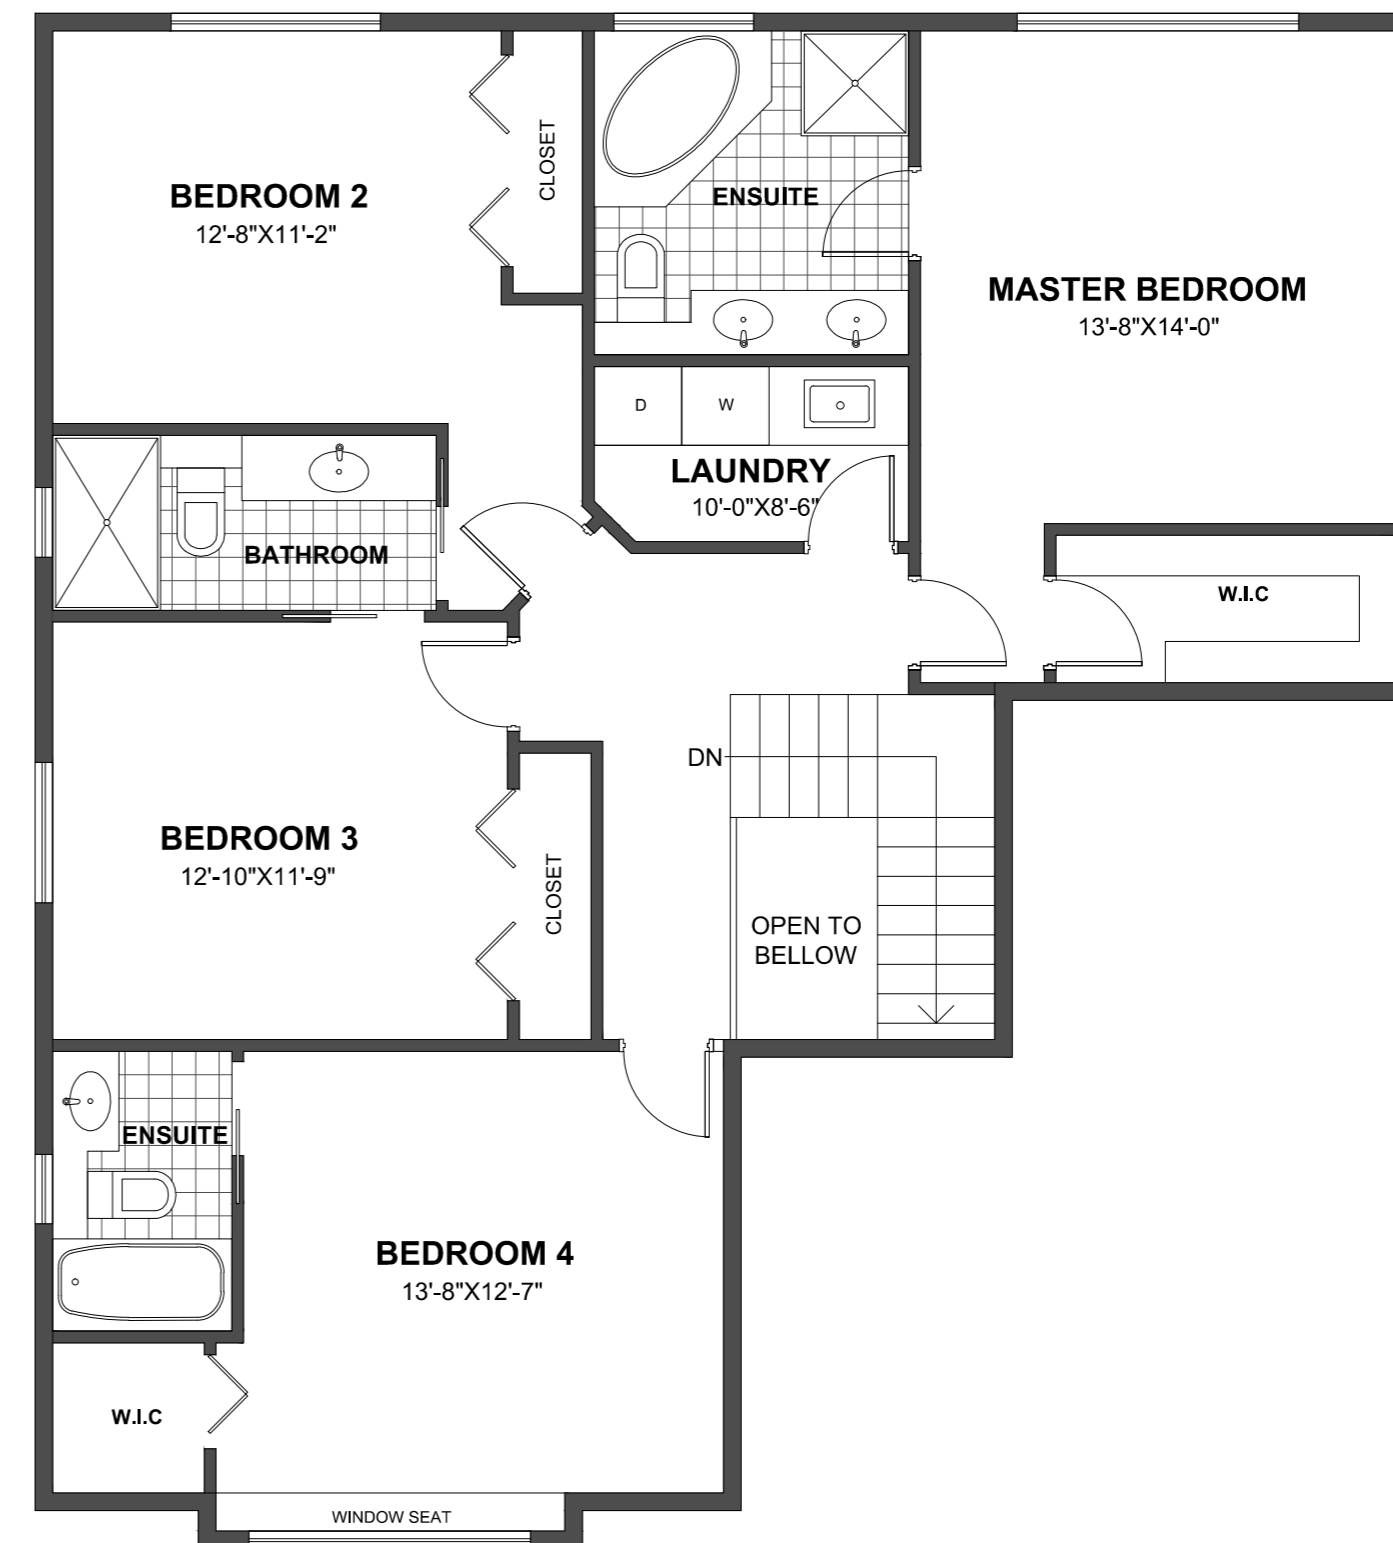 BEDROOM 2
12'-8"X11'-2"
CLOSET
ENSUITE
MASTER BEDROOM
13'-8"X14'-0"
D
W
LAUNDRY
10'-0"X8'-6"
BATHROOM
W.I.C
DN
BEDROOM 3
12'-10"X11'-9"
CLOSET
OPEN TO
BELLOW
ENSUITE
BEDROOM 4
13'-8"X12'-7"
W.I.C
WINDOW SEAT